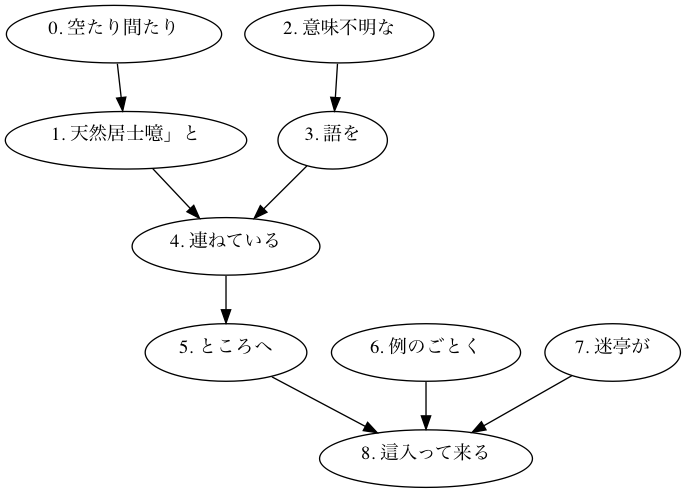 0. 空たり間たり
2. 意味不明な
1. 天然居士噫」と
3. 語を
4. 連ねている
5. ところへ
6. 例のごとく
7. 迷亭が
8. 這入って来る